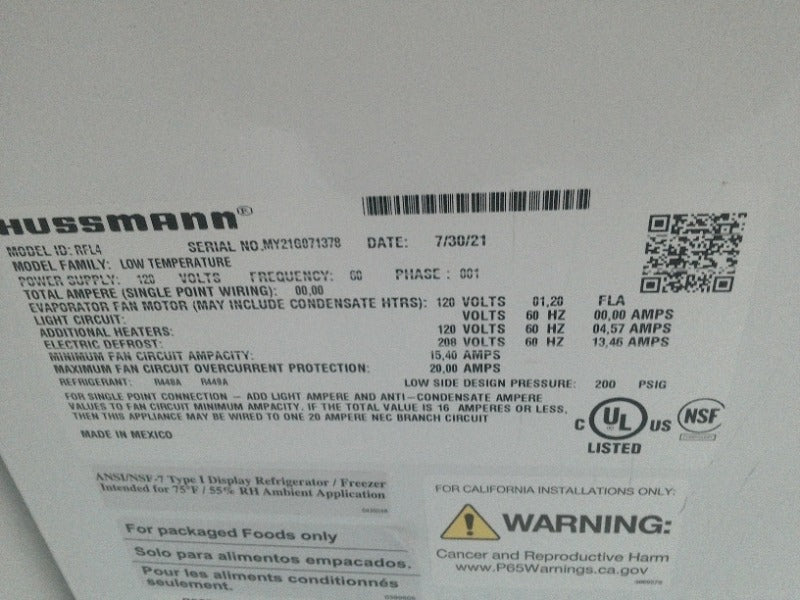 HUSSMANN®
MODEL ID: RFL4 SERIAL NO.MY21G071378 DATE: 7/30/21
MODEL FAMILY: LOW TEMPERATURE
POWER SUPPLY: 120 VOLTS FREQUENCY: 60 PHASE : 001
TOTAL AMPERE (SINGLE POINT WIRING): 00,00
EVAPORATOR FAN MOTOR (MAY INCLUDE CONDENSATE HTRS): 120 VOLTS 01,20 FLA
LIGHT CIRCUIT: VOLTS 60 HZ 00,00 AMPS
ADDITIONAL HEATERS: 120 VOLTS 60 HZ 04,57 AMPS
ELECTRIC DEFROST: 208 VOLTS 60 HZ 13,46 AMPS
MINIMUM FAN CIRCUIT AMPACITY: 15,40 AMPS
MAXIMUM FAN CIRCUIT OVERCURRENT PROTECTION: 20,00 AMPS
REFRIGERANT: R448A R449A LOW SIDE DESIGN PRESSURE: 200 PSIG
FOR SINGLE POINT CONNECTION – ADD LIGHT AMPERE AND ANTI-CONDENSATE AMPERE
VALUES TO FAN CIRCUIT MINIMUM AMPACITY. IF THE TOTAL VALUE IS 16 AMPERES OR LESS,
THEN THIS APPLIANCE MAY BE WIRED TO ONE 20 AMPERE NEC BRANCH CIRCUIT
C UL US NSF
LISTED
MADE IN MEXICO
ANSI/NSF-7 Type I Display Refrigerator / Freezer
Intended for 75°F / 55% RH Ambient Application
For packaged Foods only
Solo para alimentos empacados.
Pour les aliments conditionnés
seulement.
FOR CALIFORNIA INSTALLATIONS ONLY:
WARNING:
Cancer and Reproductive Harm
www.P65Warnings.ca.gov